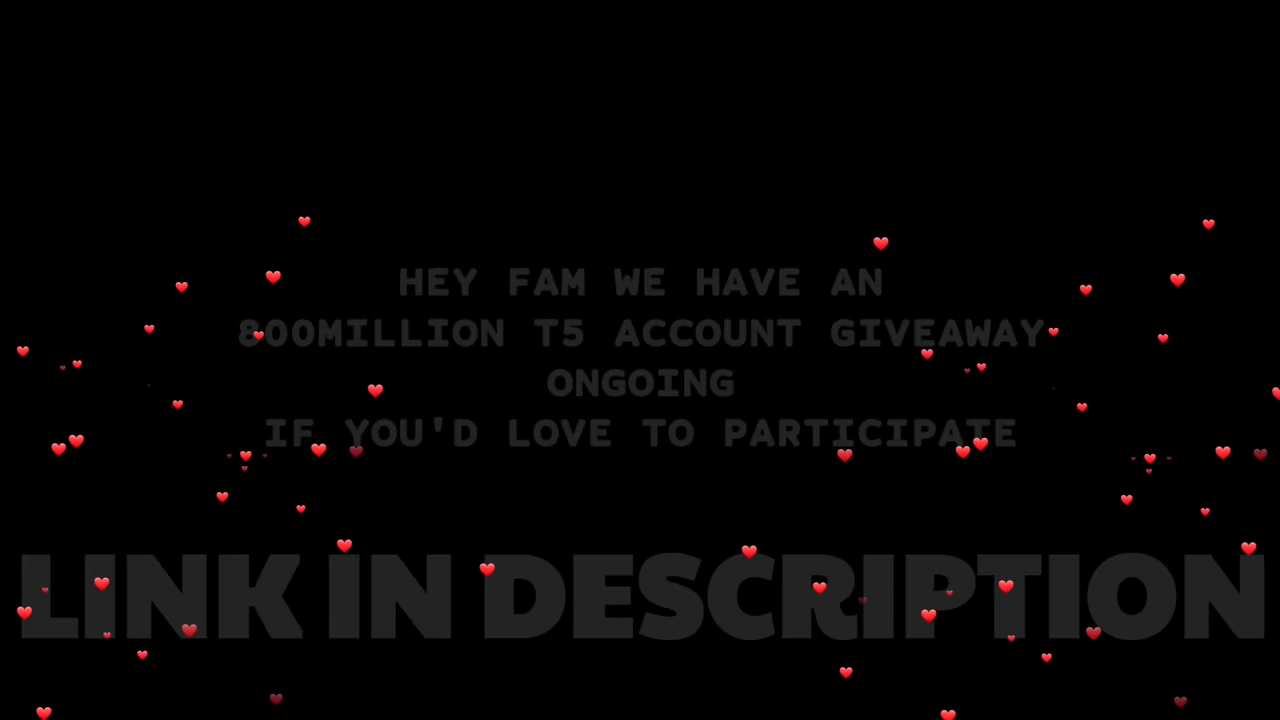 HEY FAM WE HAVE AN
800MILLION T5 ACCOUNT GIVEAWAY
ONGOING
IF YOU'D LOVE TO PARTICIPATE
LINK IN DESCRIPTION